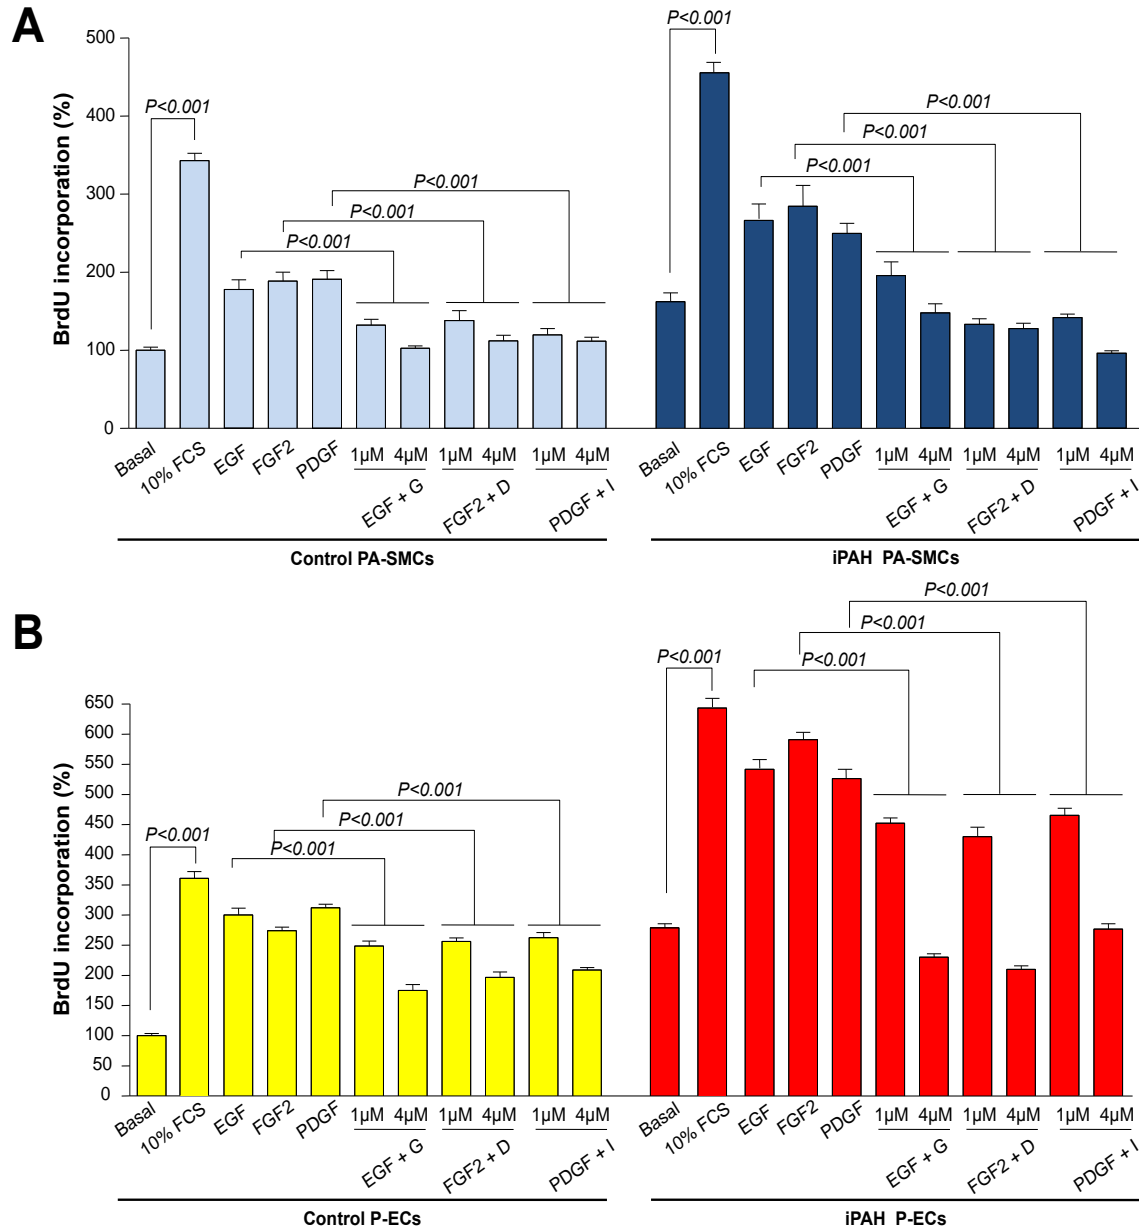 A
BrdU incorporation (%)
500
400
300
200
100
0
P<0.001
P<0.001
P<0.001
P<0.001
P<0.001
P<0.001
P<0.001
P<0.001
Basal 10% FCS EGF FGF2 PDGF 1µM 4µM 1µM 4µM 1µM 4µM
EGF + G FGF2 + D PDGF + I
Control PA-SMCs
Basal 10% FCS EGF FGF2 PDGF 1µM 4µM 1µM 4µM 1µM 4µM
EGF + G FGF2 + D PDGF + I
iPAH PA-SMCs
B
BrdU incorporation (%)
650
600
550
500
450
400
350
300
250
200
150
100
50
0
P<0.001
P<0.001
P<0.001
P<0.001
P<0.001
P<0.001
P<0.001
P<0.001
Basal 10% FCS EGF FGF2 PDGF 1µM 4µM 1µM 4µM 1µM 4µM
EGF + G FGF2 + D PDGF + I
Control P-ECs
Basal 10% FCS EGF FGF2 PDGF 1µM 4µM 1µM 4µM 1µM 4µM
EGF + G FGF2 + D PDGF + I
iPAH P-ECs